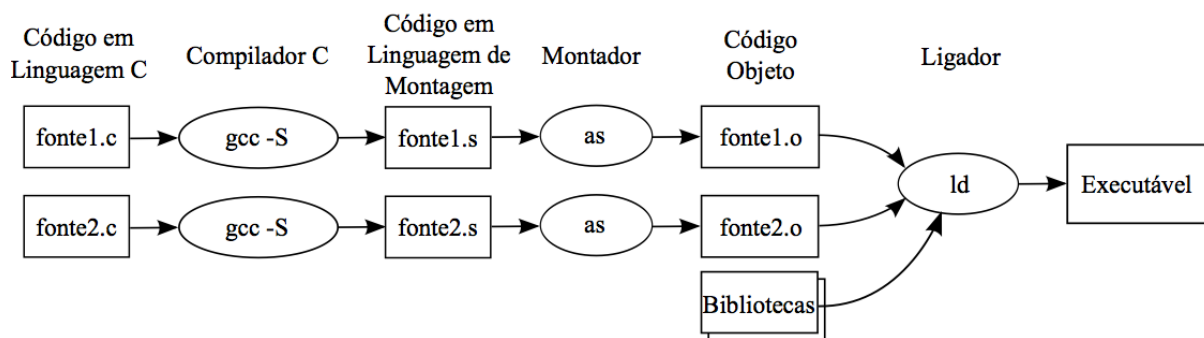 Código em
Linguagem C
Compilador C
Código em
Linguagem de
Montagem
Montador
Código
Objeto
Ligador
fonte1.c
gcc -S
fonte1.s
as
fonte1.o
ld
Executável
fonte2.c
gcc -S
fonte2.s
as
fonte2.o
Bibliotecas